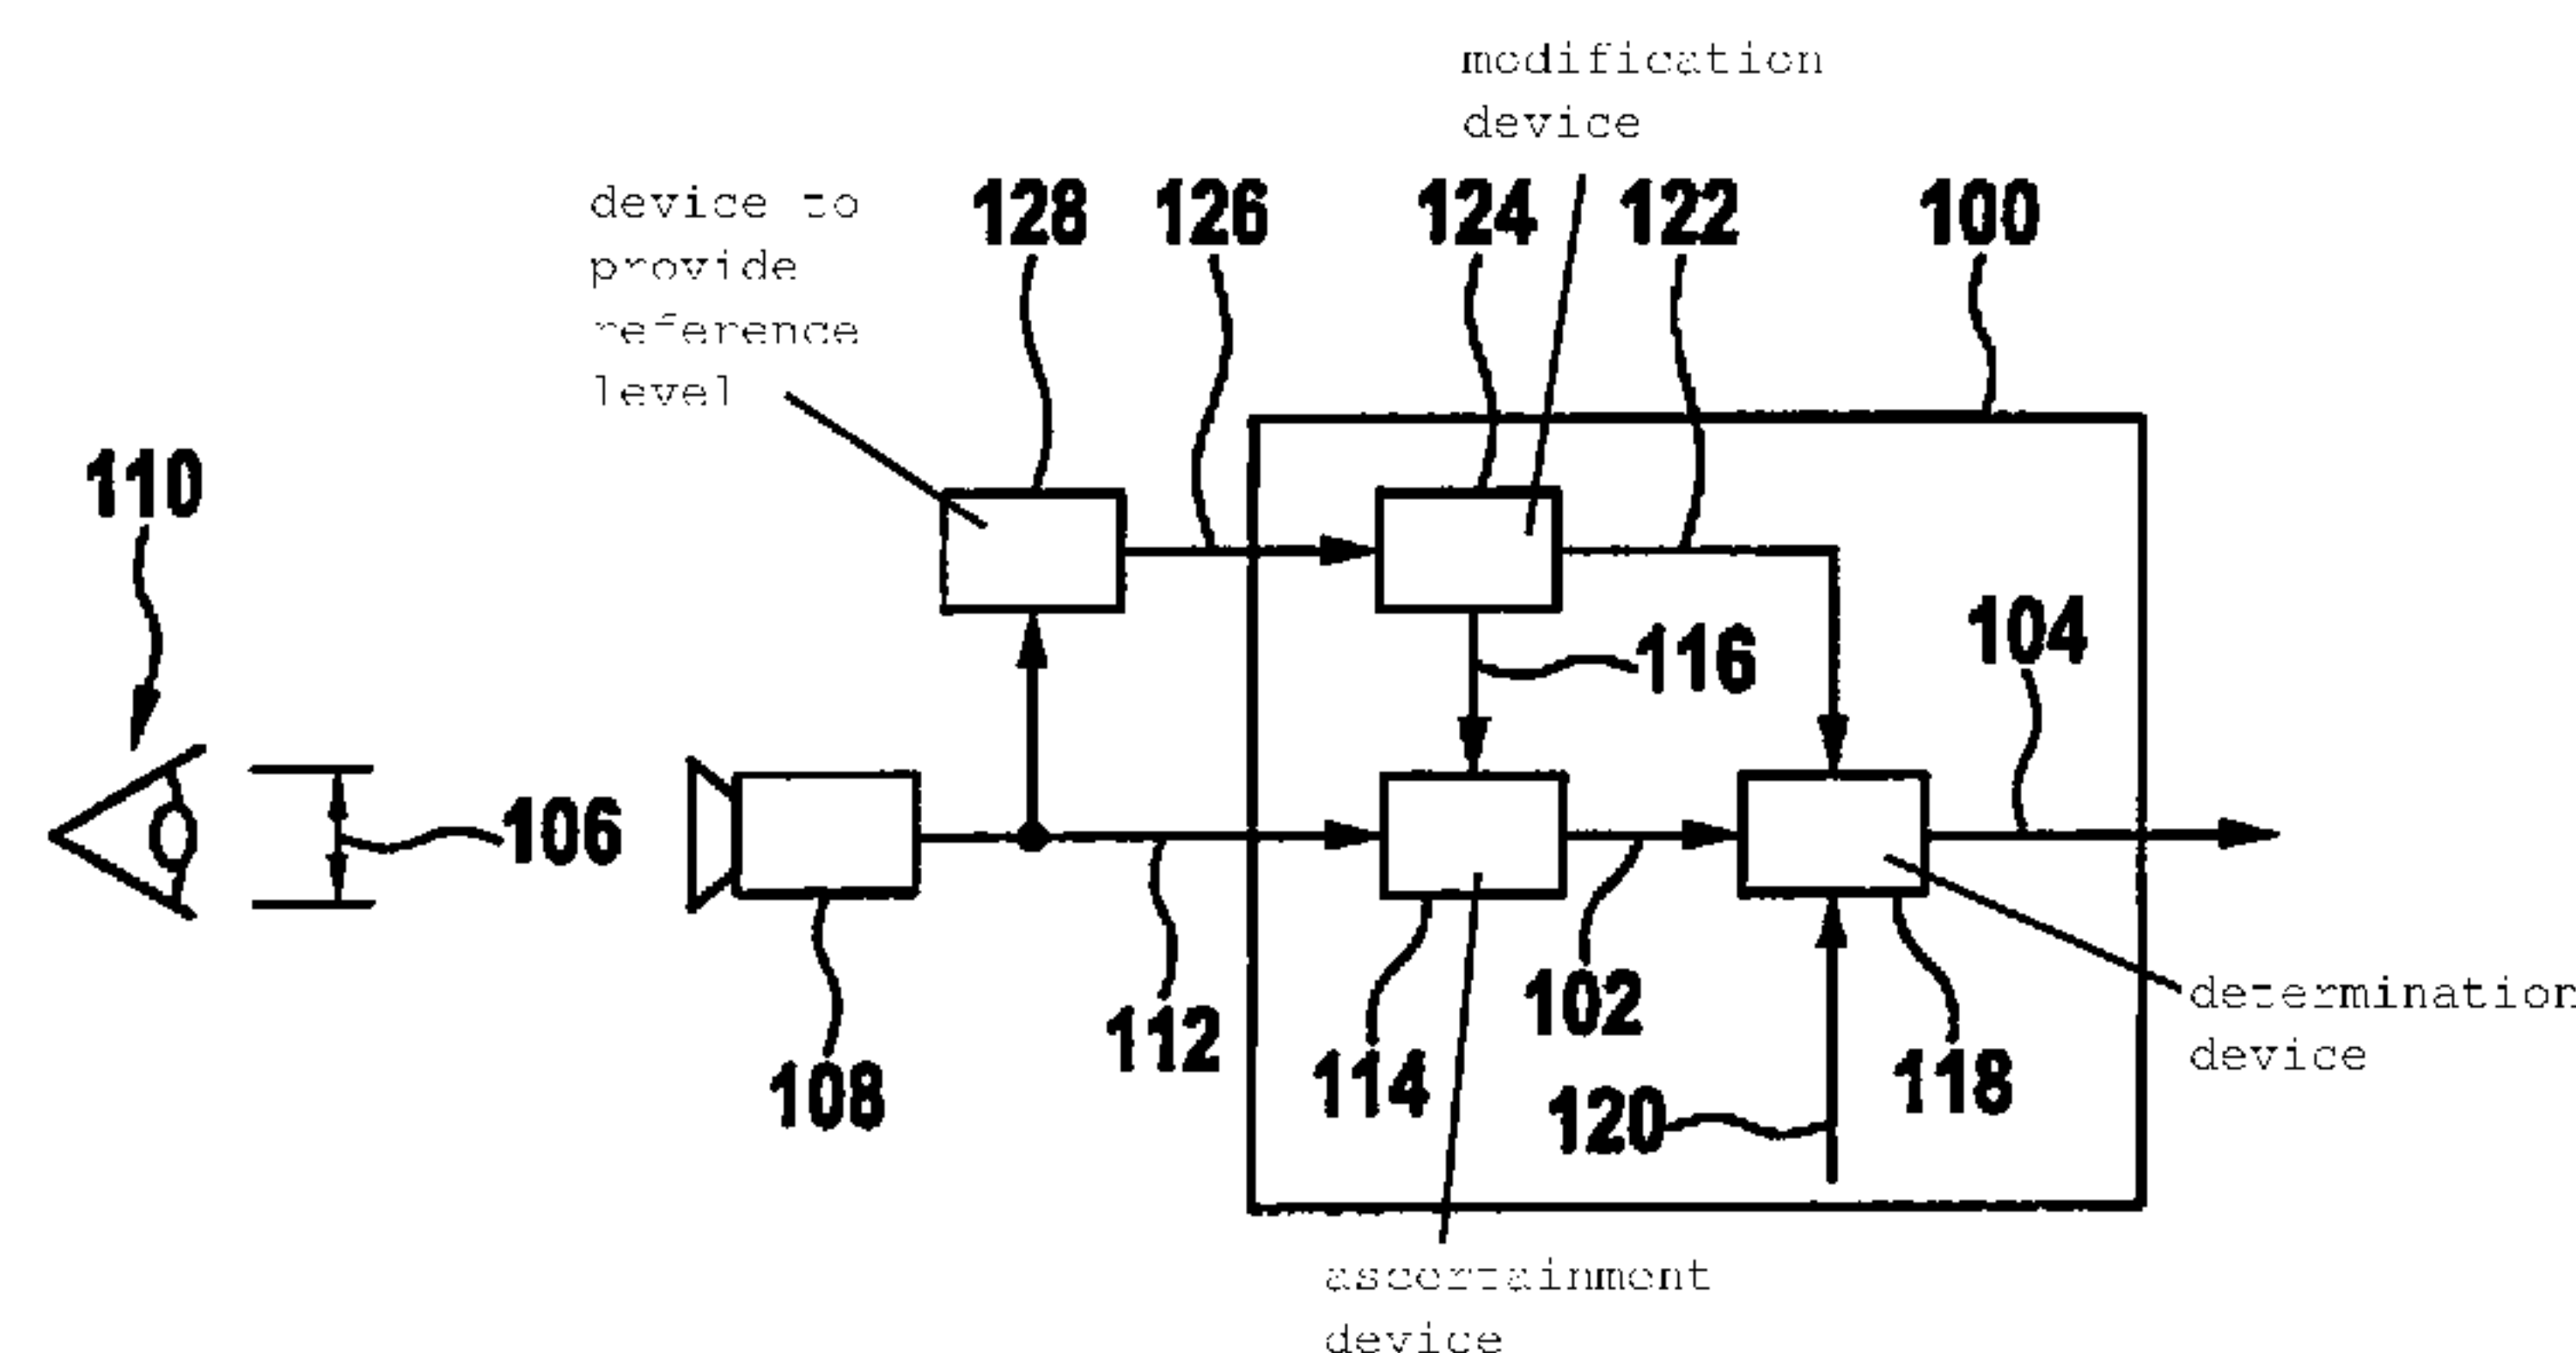 modification
device
device to
provide
reference
level
128
126
124
122
100
110
116
104
106
108
112
114
102
120
118
determination
device
ascertainment
device